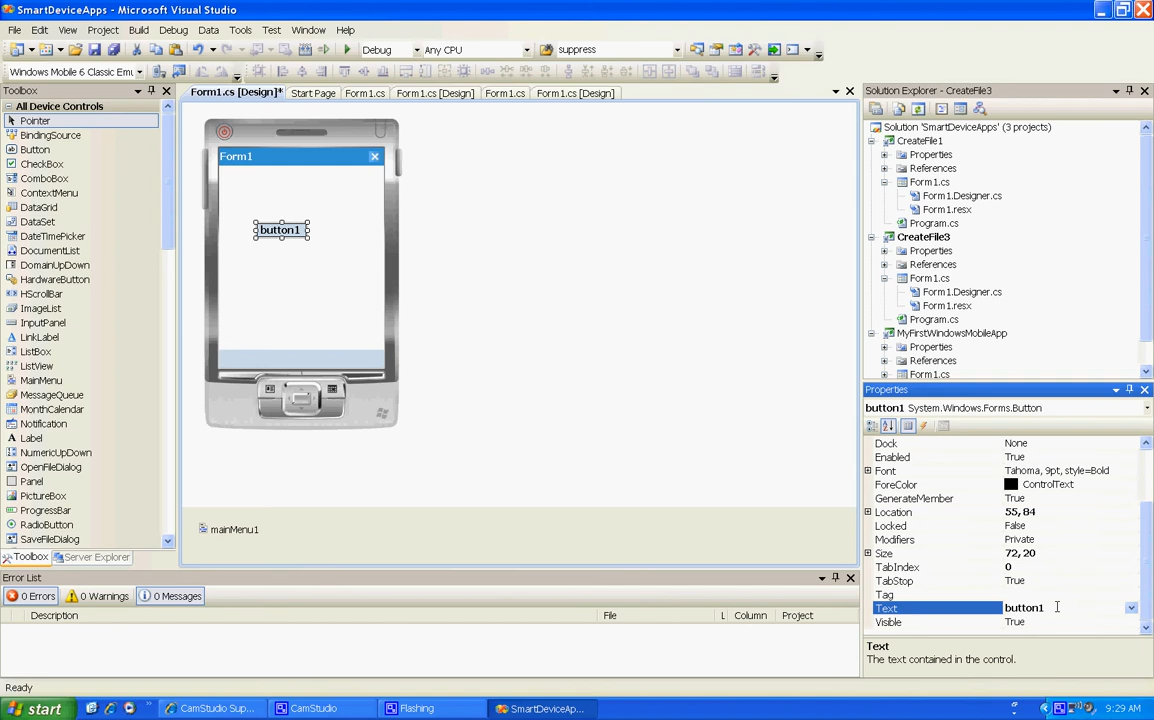 SmartDeviceApps - Microsoft Visual Studio
File Edit View Project Build Debug Data Tools Test Window Help
Debug Any CPU suppress
Windows Mobile 6 Classic Emu
Toolbox
All Device Controls
Pointer
BindingSource
Button
CheckBox
ComboBox
ContextMenu
DataGrid
DataSet
DateTimePicker
DocumentList
DomainUpDown
HardwareButton
HScrollBar
ImageList
InputPanel
LinkLabel
ListBox
ListView
MainMenu
MessageQueue
MonthCalendar
Notification
Label
NumericUpDown
OpenFileDialog
Panel
PictureBox
ProgressBar
RadioButton
SaveFileDialog
Toolbox Server Explorer
Form1.cs [Design]* Start Page Form1.cs Form1.cs [Design] Form1.cs Form1.cs [Design]
Form1
button1
mainMenu1
Solution Explorer - CreateFile3
Solution 'SmartDeviceApps' (3 projects)
CreateFile1
Properties
References
Form1.cs
Form1.Designer.cs
Form1.resx
Program.cs
CreateFile3
Properties
References
Form1.cs
Form1.Designer.cs
Form1.resx
Program.cs
MyFirstWindowsMobileApp
Properties
References
Form1.cs
Properties
button1 System.Windows.Forms.Button
Dock None
Enabled True
Font Tahoma, 9pt, style=Bold
ForeColor ControlText
GenerateMember True
Location 55, 84
Locked False
Modifiers Private
Size 72, 20
TabIndex 0
TabStop True
Tag
Text button1
Visible True
Text
The text contained in the control.
Error List
0 Errors 0 Warnings 0 Messages
Description File L Column Project
Ready
start CamStudio Sup... CamStudio Flashing SmartDeviceAp... 9:29 AM